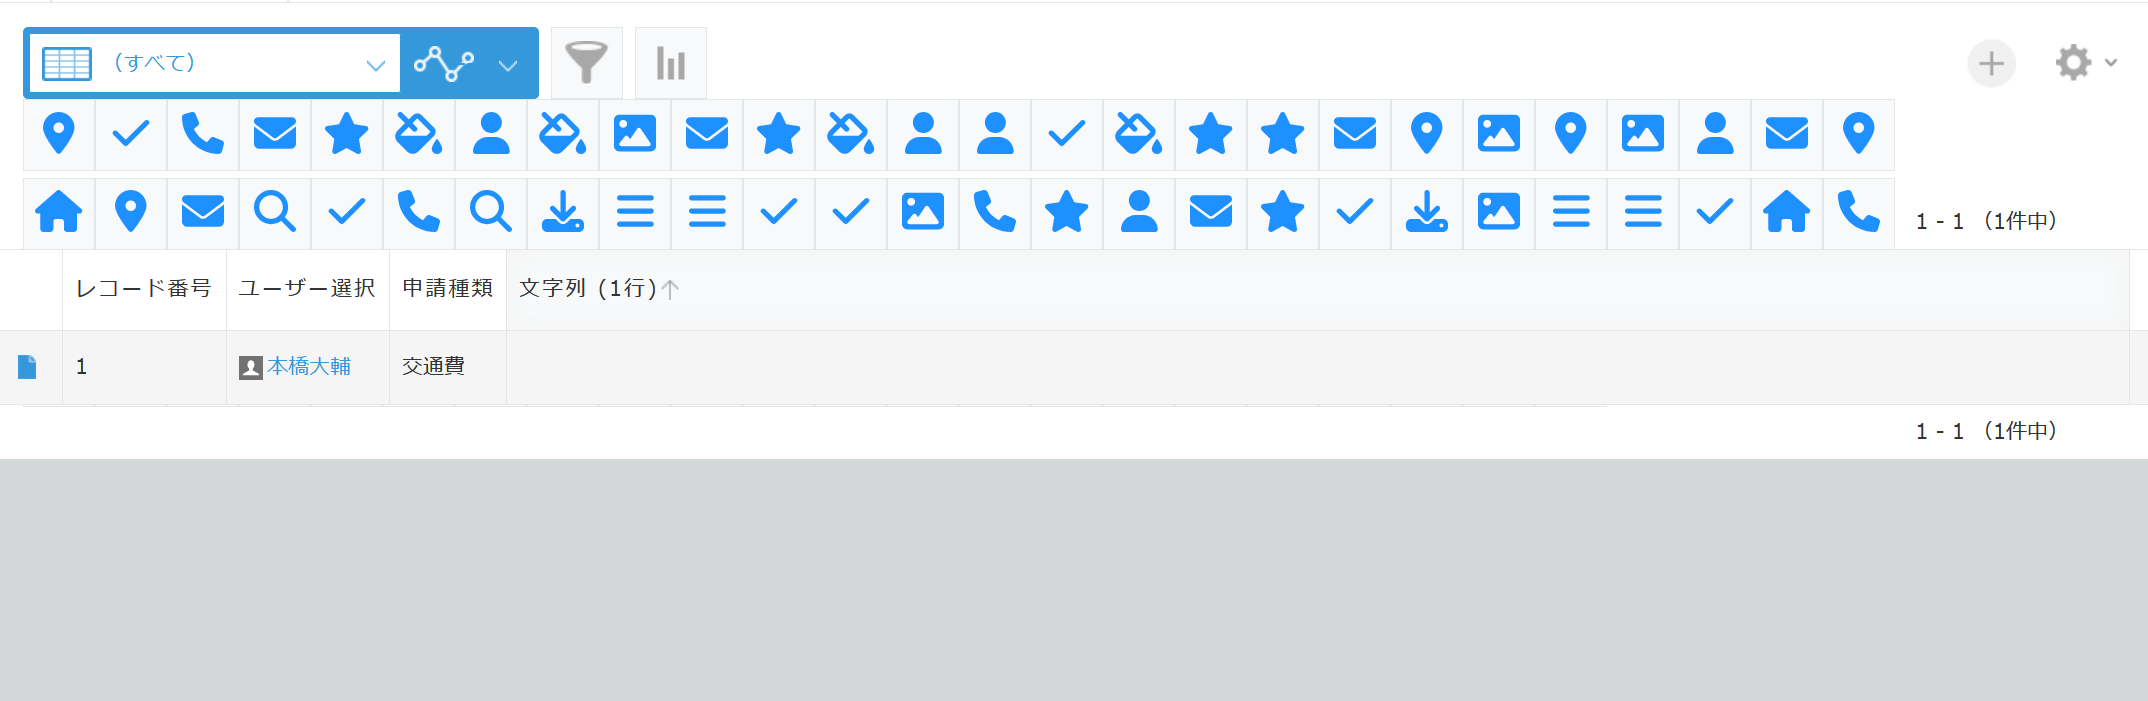 （すべて）
1 - 1 （1件中）
レコード番号 ユーザー選択 申請種類 文字列 (1行)
1 本橋大輔 交通費
1 - 1 （1件中）